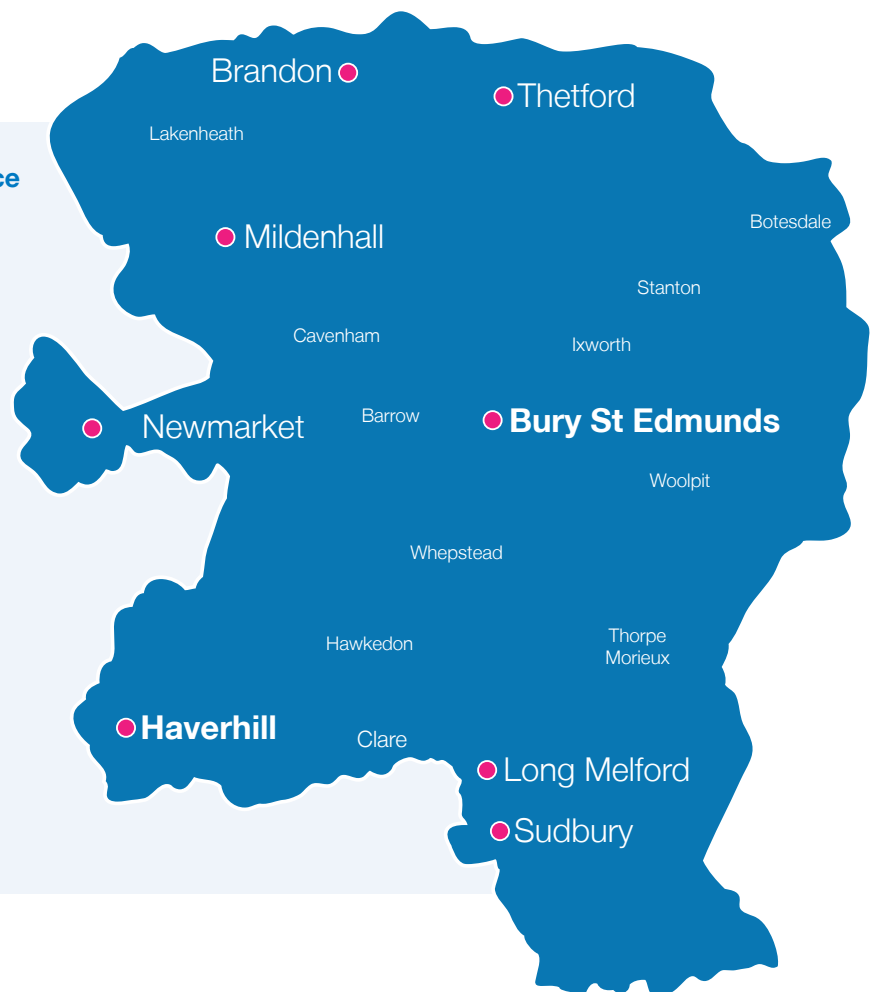 Brandon
Thetford
Lakenheath
Mildenhall
Botesdale
Stanton
Cavenham
Ixworth
Newmarket
Barrow
Bury St Edmunds
Woolpit
Whepstead
Hawkedon
Thorpe
Morieux
Haverhill
Clare
Long Melford
Sudbury